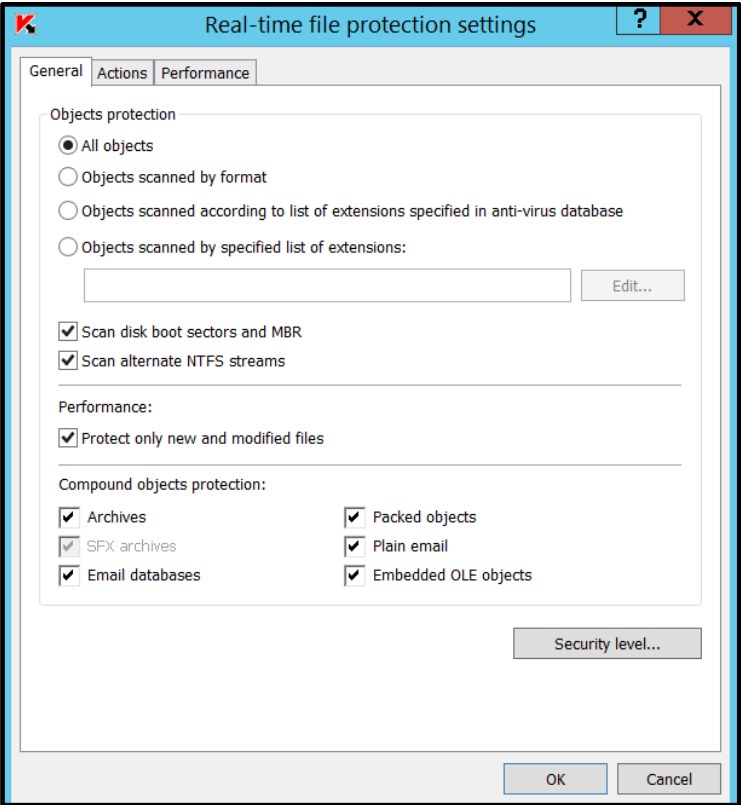 Real-time file protection settings
? X
General Actions Performance
Objects protection
All objects
Objects scanned by format
Objects scanned according to list of extensions specified in anti-virus database
Objects scanned by specified list of extensions:
Edit...
Scan disk boot sectors and MBR
Scan alternate NTFS streams
Performance:
Protect only new and modified files
Compound objects protection:
Archives Packed objects
SFX archives Plain email
Email databases Embedded OLE objects
Security level...
OK Cancel